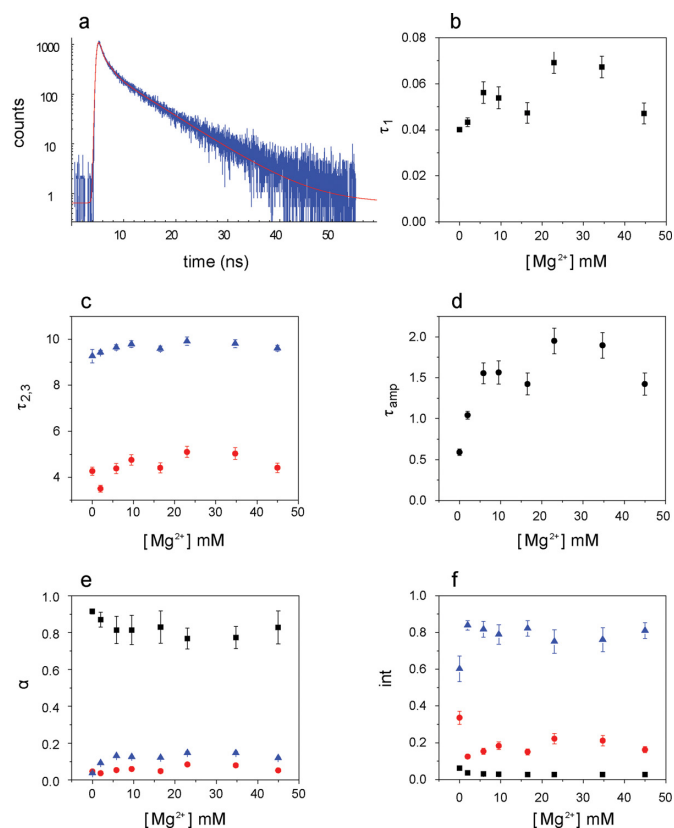 a
1000
100
10
1
counts
10 20 30 40 50
time (ns)
b
0.08
0.06
0.04
0.02
0.00
τ1
0 10 20 30 40 50
[Mg2+] mM
c
10
8
6
4
τ2,3
0 10 20 30 40 50
[Mg2+] mM
d
2.0
1.5
1.0
0.5
0.0
τamp
0 10 20 30 40 50
[Mg2+] mM
e
1.0
0.8
0.6
0.4
0.2
0.0
α
0 10 20 30 40 50
[Mg2+] mM
f
1.0
0.8
0.6
0.4
0.2
0.0
int
0 10 20 30 40 50
[Mg2+] mM